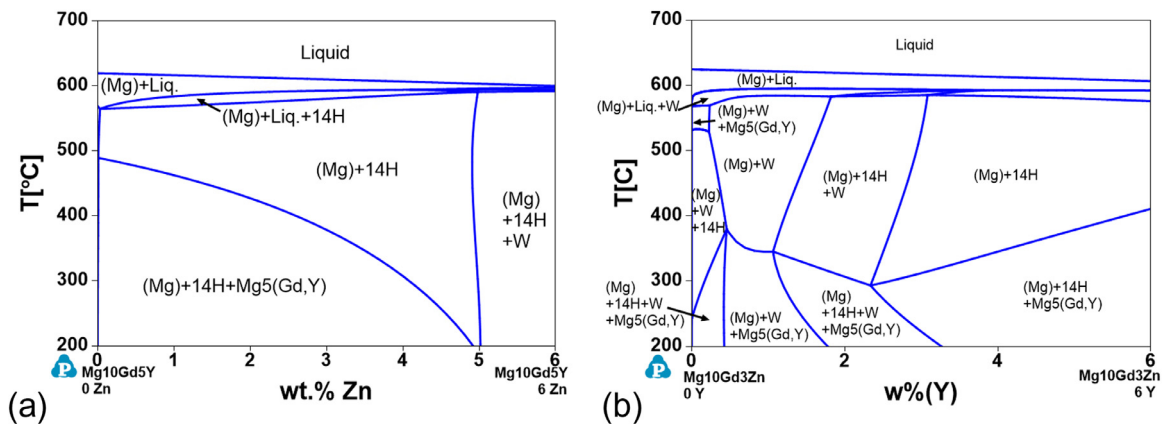 700
600
500
400
300
200
T[°C]
Liquid
(Mg)+Liq.
(Mg)+Liq.+14H
(Mg)+14H
(Mg)
+14H
+W
(Mg)+14H+Mg5(Gd,Y)
0
1
2
3
4
5
6
P
Mg10Gd5Y
0 Zn
wt.% Zn
Mg10Gd5Y
6 Zn
(a)
700
600
500
400
300
200
T[C]
Liquid
(Mg)+Liq.
(Mg)+Liq.+W
(Mg)+W
+Mg5(Gd,Y)
(Mg)+W
(Mg)+14H
+W
(Mg)+14H
(Mg)
+W
+14H
(Mg)
+14H+W
+Mg5(Gd,Y)
(Mg)+W
+Mg5(Gd,Y)
(Mg)
+14H+W
+Mg5(Gd,Y)
(Mg)+14H
+Mg5(Gd,Y)
0
2
4
6
P
Mg10Gd3Zn
0 Y
w%(Y)
Mg10Gd3Zn
6 Y
(b)